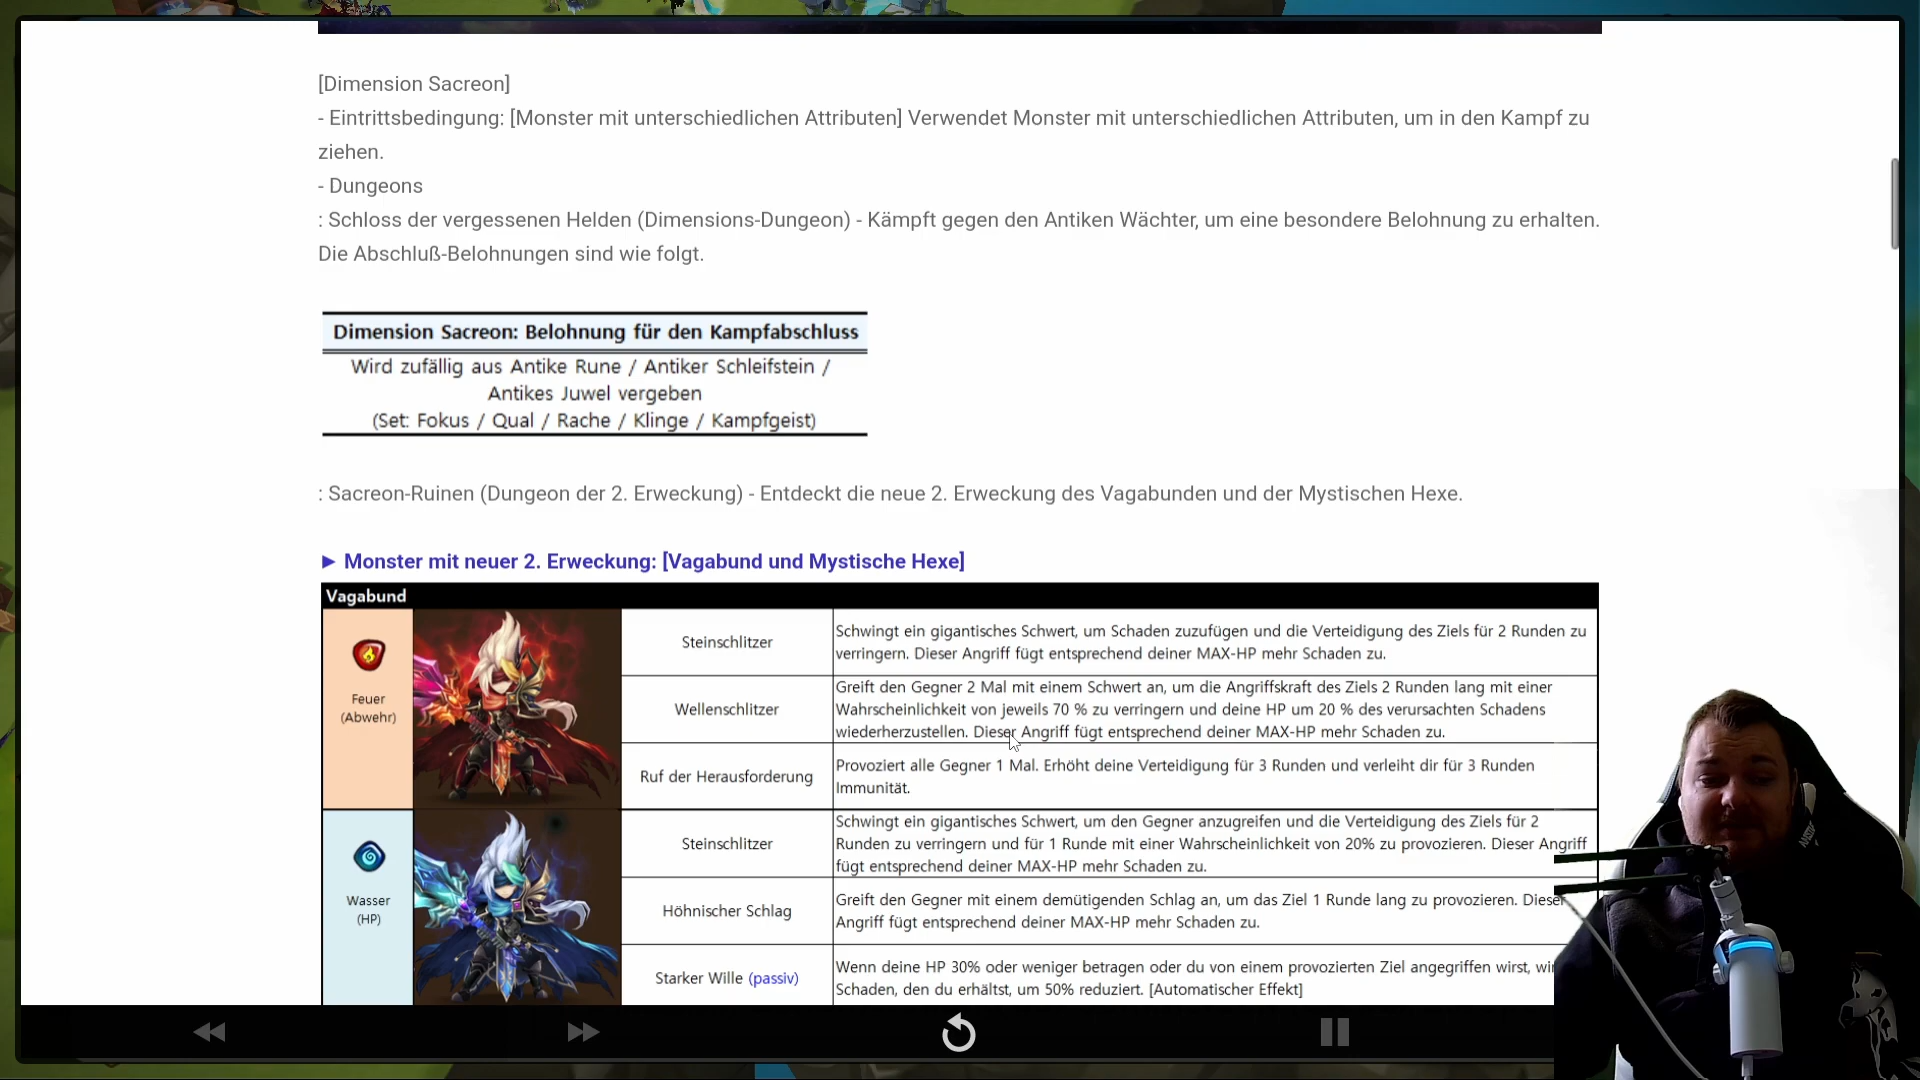 [Dimension Sacreon]
- Eintrittsbedingung: [Monster mit unterschiedlichen Attributen] Verwendet Monster mit unterschiedlichen Attributen, um in den Kampf zu
ziehen.
- Dungeons
: Schloss der vergessenen Helden (Dimensions-Dungeon) - Kämpft gegen den Antiken Wächter, um eine besondere Belohnung zu erhalten.
Die Abschluß-Belohnungen sind wie folgt.
Dimension Sacreon: Belohnung für den Kampfabschluss
Wird zufällig aus Antike Rune / Antiker Schleifstein /
Antikes Juwel vergeben
(Set: Fokus / Qual / Rache / Klinge / Kampfgeist)
: Sacreon-Ruinen (Dungeon der 2. Erweckung) - Entdeckt die neue 2. Erweckung des Vagabunden und der Mystischen Hexe.
► Monster mit neuer 2. Erweckung: [Vagabund und Mystische Hexe]
Vagabund
Feuer
(Abwehr)
Steinschlitzer
Schwingt ein gigantisches Schwert, um Schaden zuzufügen und die Verteidigung des Ziels für 2 Runden zu
verringern. Dieser Angriff fügt entsprechend deiner MAX-HP mehr Schaden zu.
Wellenschlitzer
Greift den Gegner 2 Mal mit einem Schwert an, um die Angriffskraft des Ziels 2 Runden lang mit einer
Wahrscheinlichkeit von jeweils 70 % zu verringern und deine HP um 20 % des verursachten Schadens
wiederherzustellen. Dieser Angriff fügt entsprechend deiner MAX-HP mehr Schaden zu.
Ruf der Herausforderung
Provoziert alle Gegner 1 Mal. Erhöht deine Verteidigung für 3 Runden und verleiht dir für 3 Runden
Immunität.
Wasser
(HP)
Steinschlitzer
Schwingt ein gigantisches Schwert, um den Gegner anzugreifen und die Verteidigung des Ziels für 2
Runden zu verringern und für 1 Runde mit einer Wahrscheinlichkeit von 20% zu provozieren. Dieser Angriff
fügt entsprechend deiner MAX-HP mehr Schaden zu.
Höhnischer Schlag
Greift den Gegner mit einem demütigenden Schlag an, um das Ziel 1 Runde lang zu provozieren. Dieser
Angriff fügt entsprechend deiner MAX-HP mehr Schaden zu.
Starker Wille (passiv)
Wenn deine HP 30% oder weniger betragen oder du von einem provozierten Ziel angegriffen wirst,
Schaden, den du erhältst, um 50% reduziert. [Automatischer Effekt]